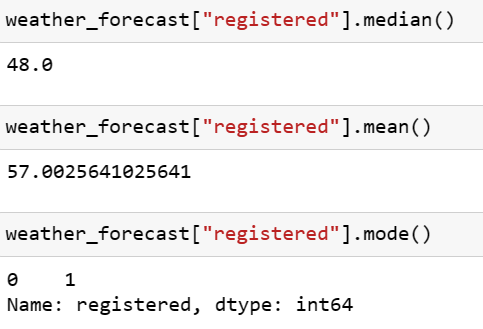 weather_forecast["registered"].median()
48.0
weather_forecast["registered"].mean()
57.0025641025641
weather_forecast["registered"].mode()
0    1
Name: registered, dtype: int64